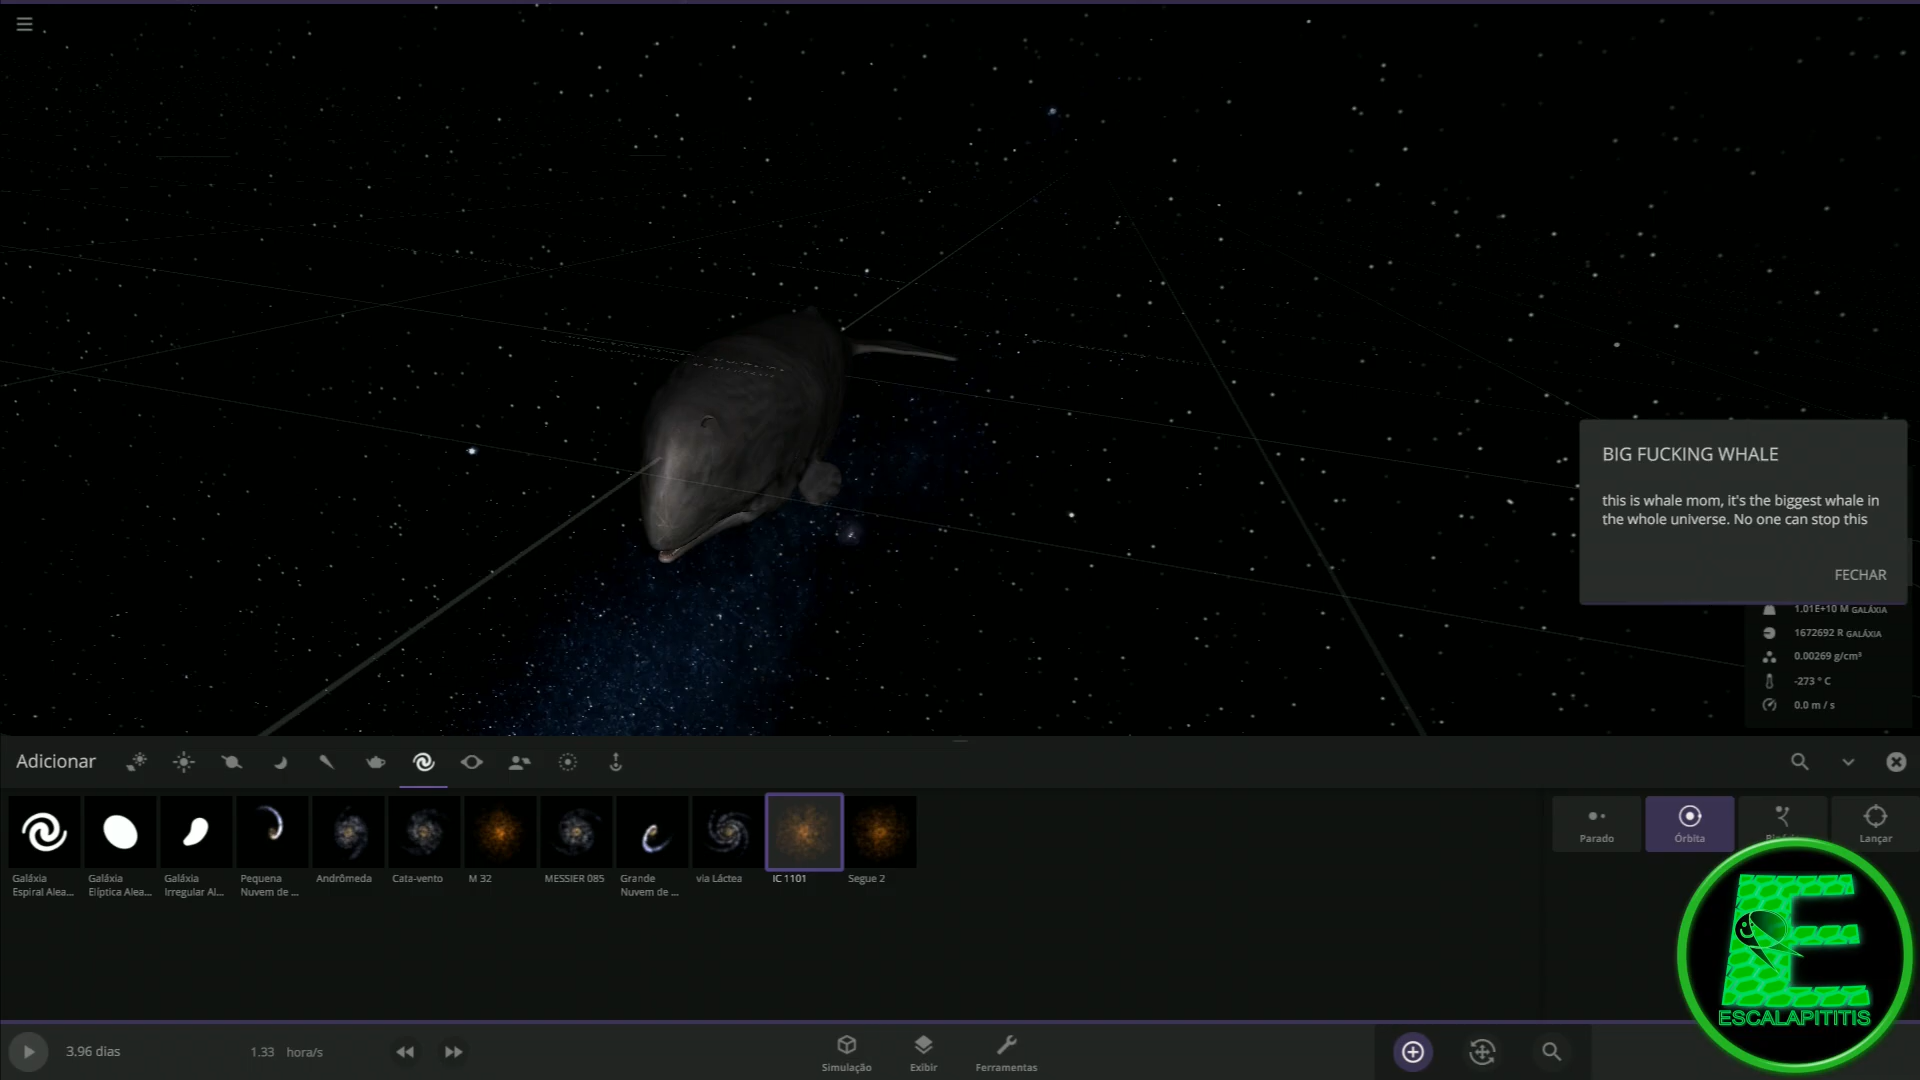 BIG FUCKING WHALE
this is whale mom, it's the biggest whale in
the whole universe. No one can stop this
FECHAR
1.01E+10 M GALÁXIA
1672692 R GALÁXIA
0.00269 g/cm³
-273 ° C
0.0 m / s
Adicionar
Galáxia
Espiral Alea...
Galáxia
Elíptica Alea...
Galáxia
Irregular Al...
Pequena
Nuvem de ...
Andrômeda
Cata-vento
M 32
MESSIER 085
Grande
Nuvem de ...
via Láctea
IC 1101
Segue 2
Parado
Órbita
Lançar
ESCALAPITITIS
3.96 dias
1.33 hora/s
Simulação
Exibir
Ferramentas